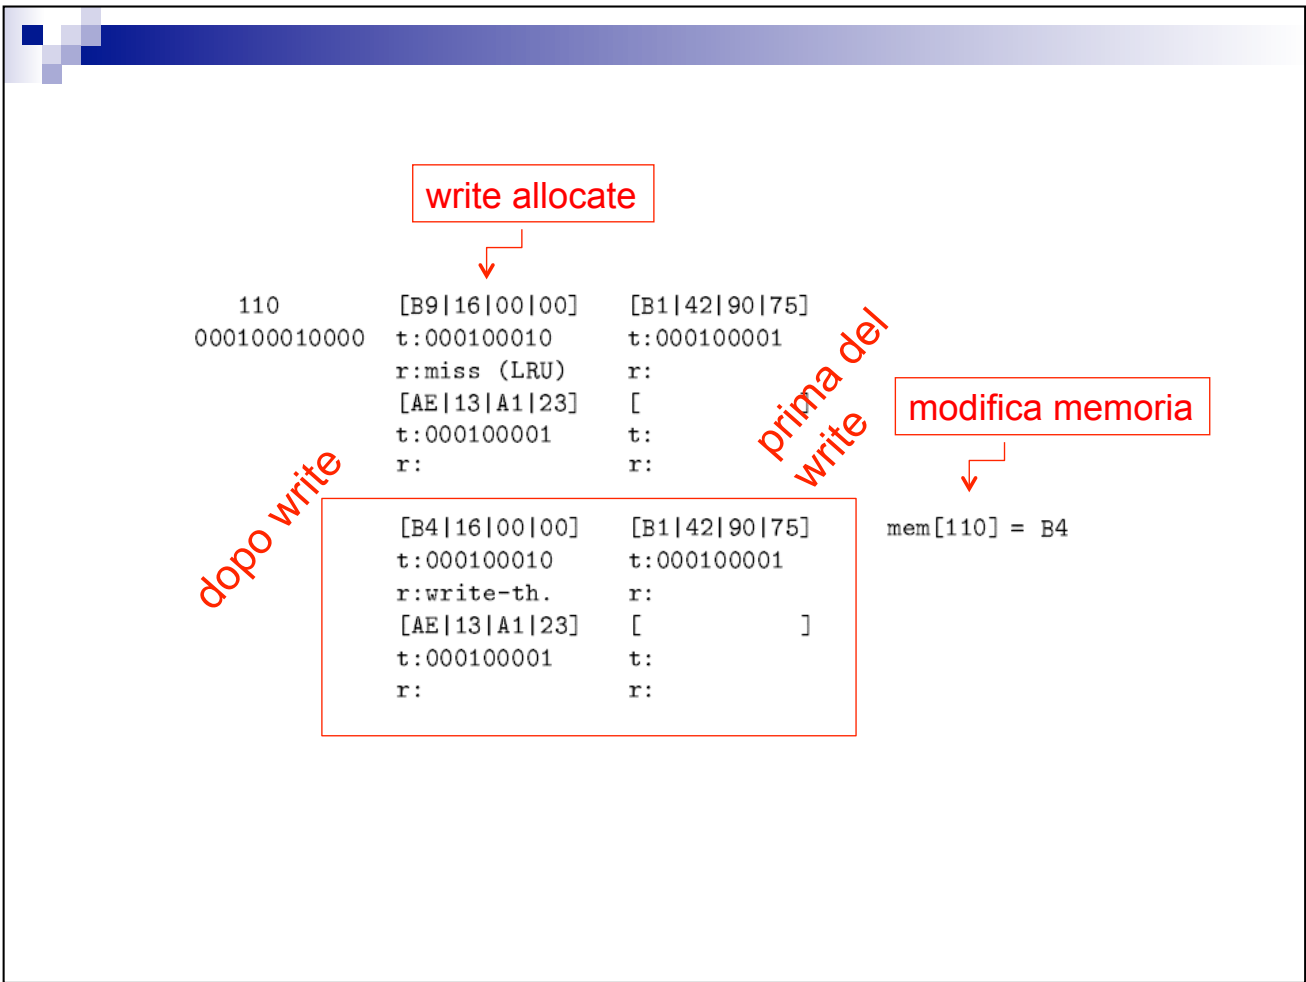 write allocate
110 [B9|16|00|00] [B1|42|90|75]
000100010000 t:000100010 t:000100001
r:miss (LRU) r:
[AE|13|A1|23] [ ]
t:000100001 t:
r: r:
prima del
write
modifica memoria
dopo write
[B4|16|00|00] [B1|42|90|75] mem[110] = B4
t:000100010 t:000100001
r:write-th. r:
[AE|13|A1|23] [ ]
t:000100001 t:
r: r: